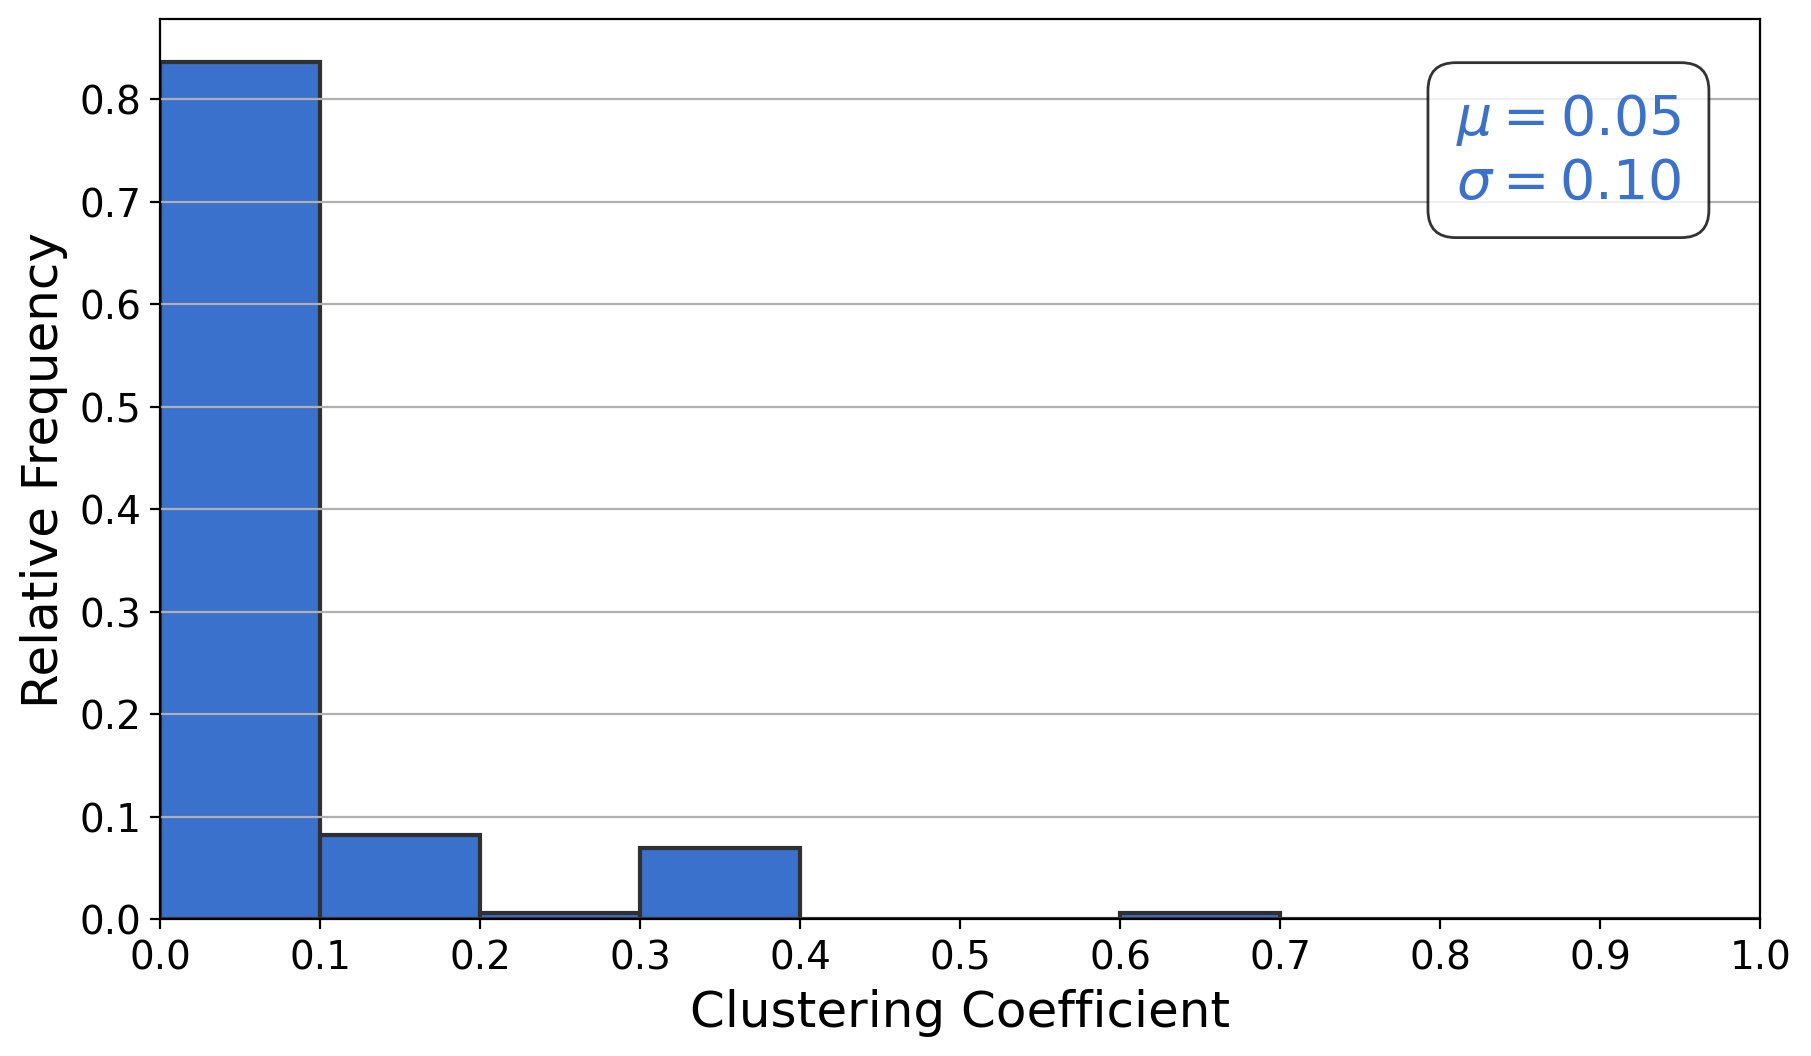 μ = 0.05
σ = 0.10
Relative Frequency
0.8
0.7
0.6
0.5
0.4
0.3
0.2
0.1
0.0
0.0 0.1 0.2 0.3 0.4 0.5 0.6 0.7 0.8 0.9 1.0
Clustering Coefficient